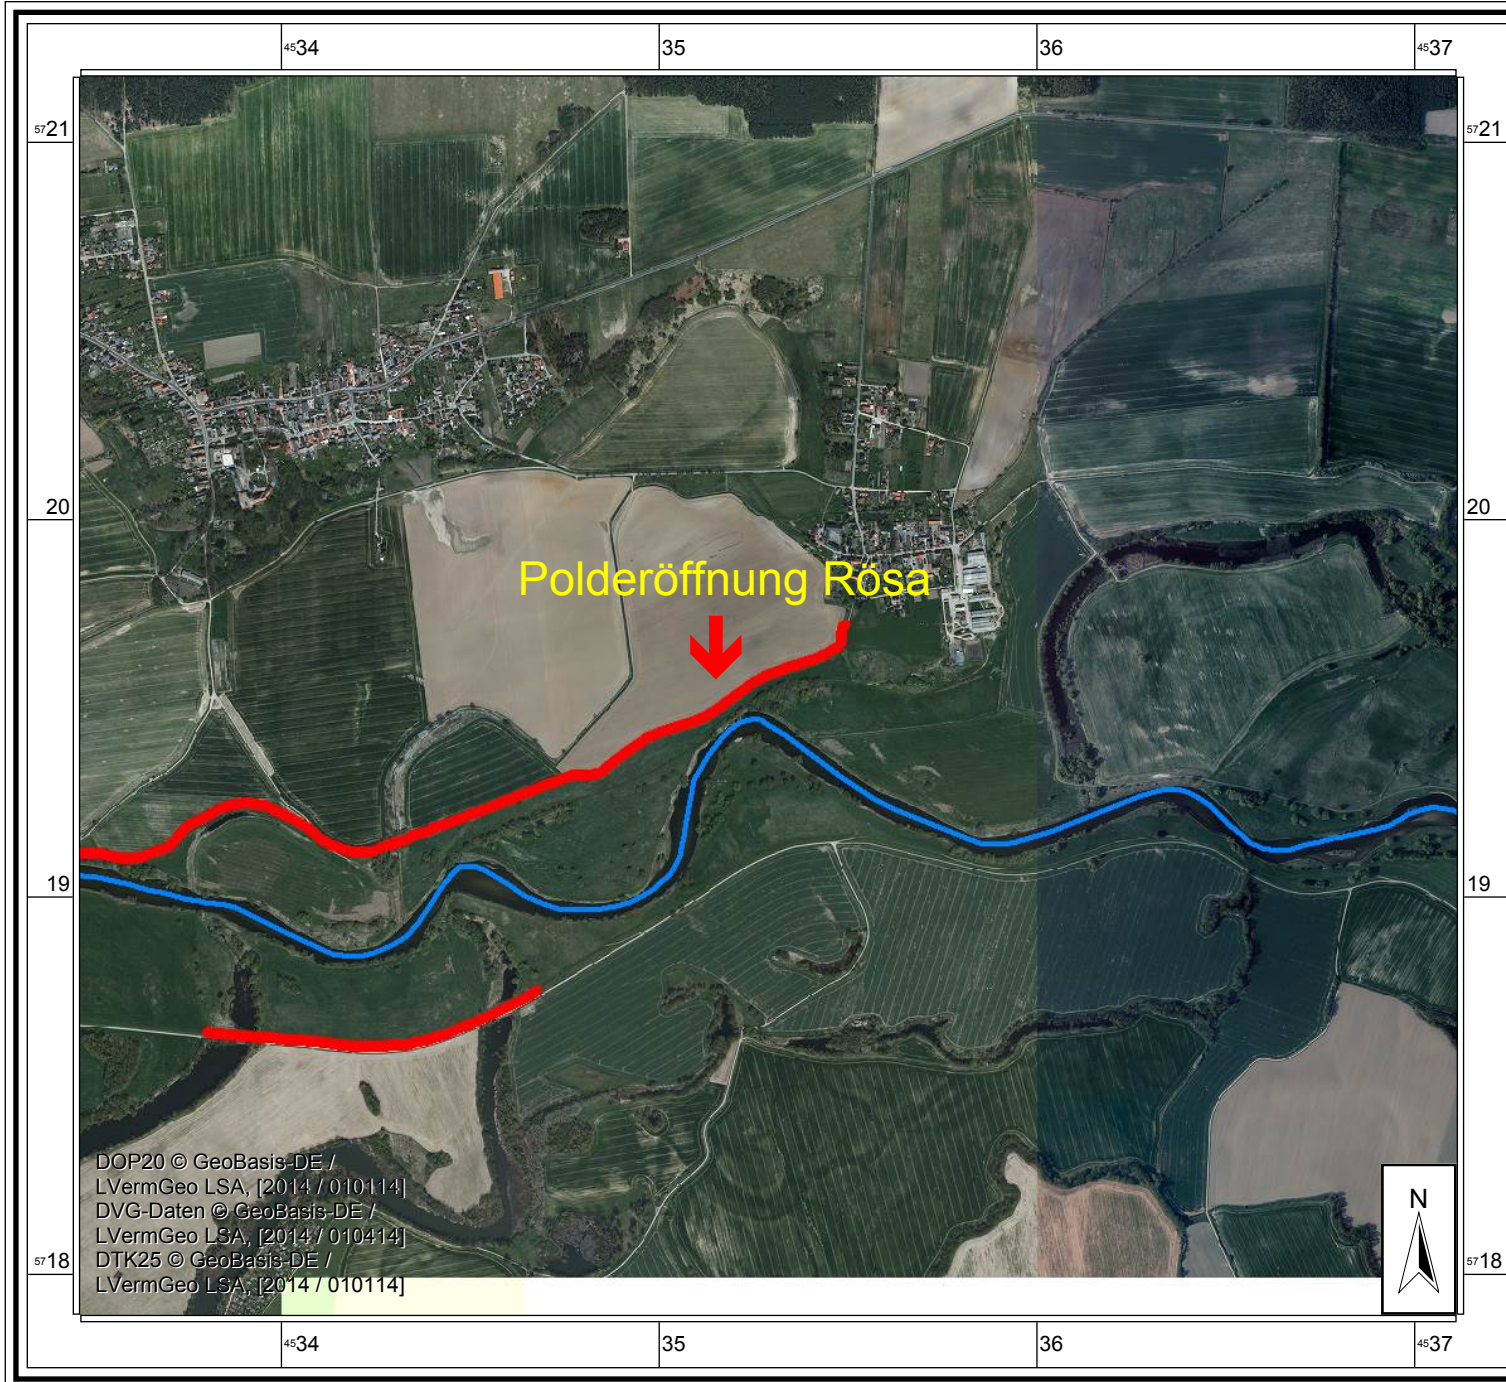 4534 35 36 4537
5721 5721
20 20
Polderöffnung Rösa
19 19
DOP20 © GeoBasis-DE /
LVermGeo LSA, [2014 / 010114]
DVG-Daten © GeoBasis-DE /
LVermGeo LSA, [2014 / 010414]
DTK25 © GeoBasis-DE /
LVermGeo LSA, [2014 / 010114]
N
5718 5718
4534 35 36 4537